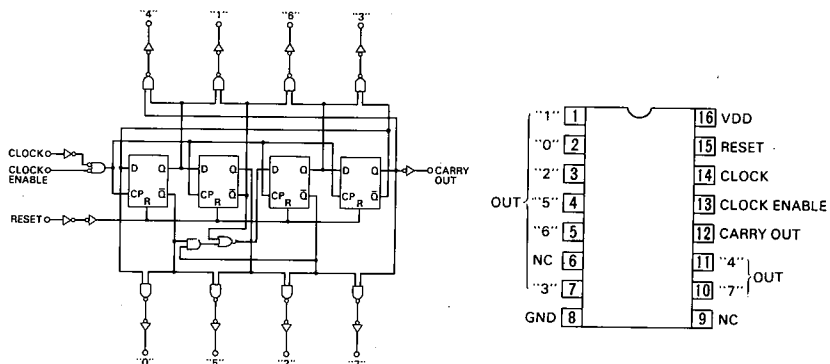 "4" "1" "6" "3"
CLOCK
CLOCK
ENABLE
RESET
D Q
CP Q̅
R
D Q
CP Q̅
R
D Q
CP Q̅
R
D Q
CP Q̅
R
CARRY
OUT
"0" "5" "2" "7"
OUT
"1" 1
"0" 2
"2" 3
"5" 4
"6" 5
NC 6
"3" 7
GND 8
16 VDD
15 RESET
14 CLOCK
13 CLOCK ENABLE
12 CARRY OUT
11 "4"
10 "7"
OUT
9 NC